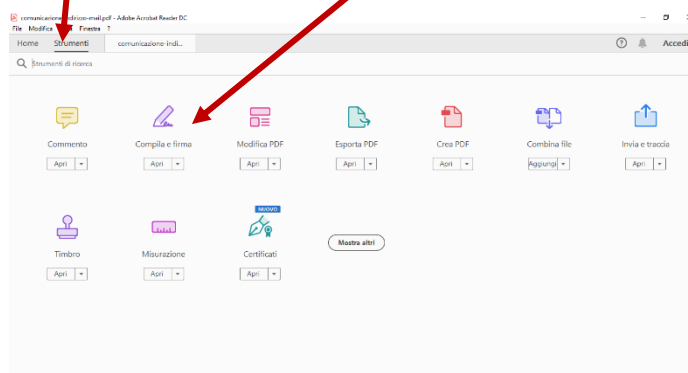 comunicazione-indirizzo-mail.pdf - Adobe Acrobat Reader DC
File Modifica Finestra ?
Home Strumenti comunicazione-indi... Accedi
Strumenti di ricerca
Commento Compila e firma Modifica PDF Esporta PDF Crea PDF Combina file Invia e traccia
Apri Apri Apri Apri Apri Aggiungi Apri
NUOVO
Timbro Misurazione Certificati Mostra altri
Apri Apri Apri